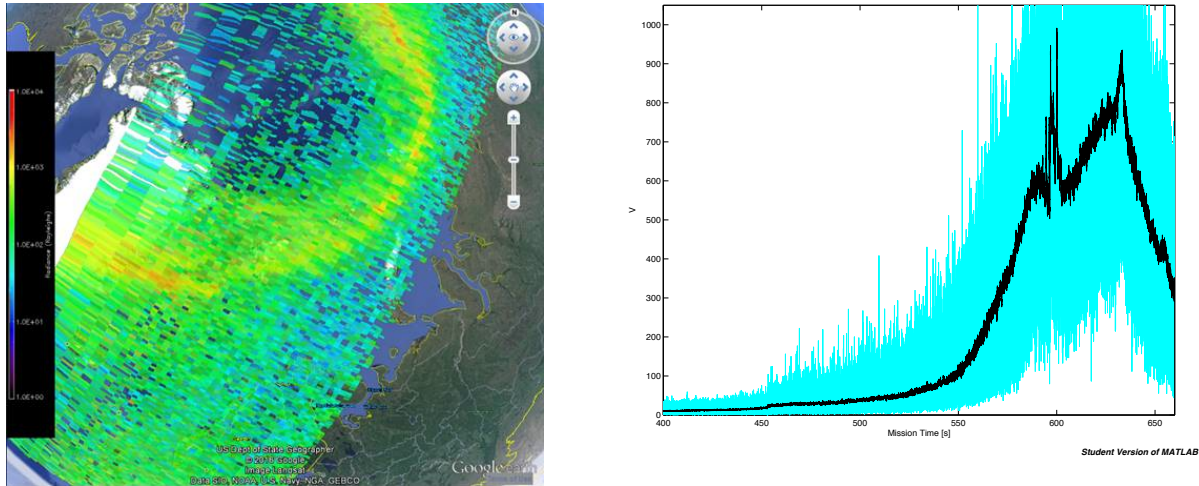 N
1.0E+04
1.0E+03
1.0E+02
1.0E+01
1.0E+00
Radiance (Rayleighs)
US Dept of State Geographer
Google
Image Landsat
Data SIO, NOAA, U.S. Navy, NGA, GEBCO
Google earth
1000
900
800
700
600
500
400
300
200
100
0
V
400
450
500
550
600
650
Mission Time [s]
Student Version of MATLAB